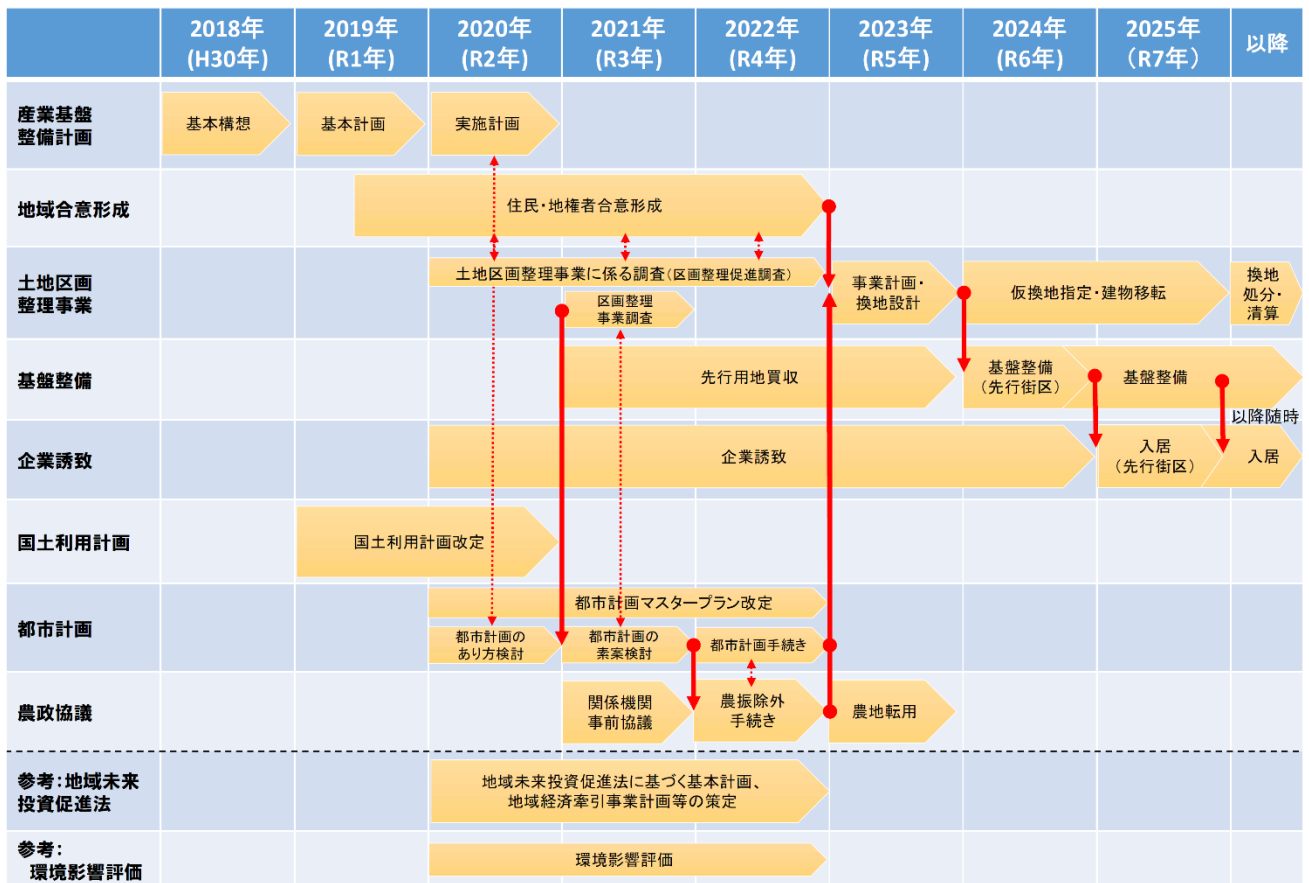 2018年
(H30年)
2019年
(R1年)
2020年
(R2年)
2021年
(R3年)
2022年
(R4年)
2023年
(R5年)
2024年
(R6年)
2025年
（R7年）
以降
産業基盤
整備計画
基本構想
基本計画
実施計画
地域合意形成
住民・地権者合意形成
土地区画
整理事業
土地区画整理事業に係る調査（区画整理促進調査）
区画整理
事業調査
事業計画・
換地設計
仮換地指定・建物移転
換地
処分・
清算
基盤整備
先行用地買収
基盤整備
（先行街区）
基盤整備
以降随時
企業誘致
企業誘致
入居
（先行街区）
入居
国土利用計画
国土利用計画改定
都市計画
都市計画マスタープラン改定
都市計画の
あり方検討
都市計画の
素案検討
都市計画手続き
農政協議
関係機関
事前協議
農振除外
手続き
農地転用
参考：地域未来
投資促進法
地域未来投資促進法に基づく基本計画、
地域経済牽引事業計画等の策定
参考：
環境影響評価
環境影響評価